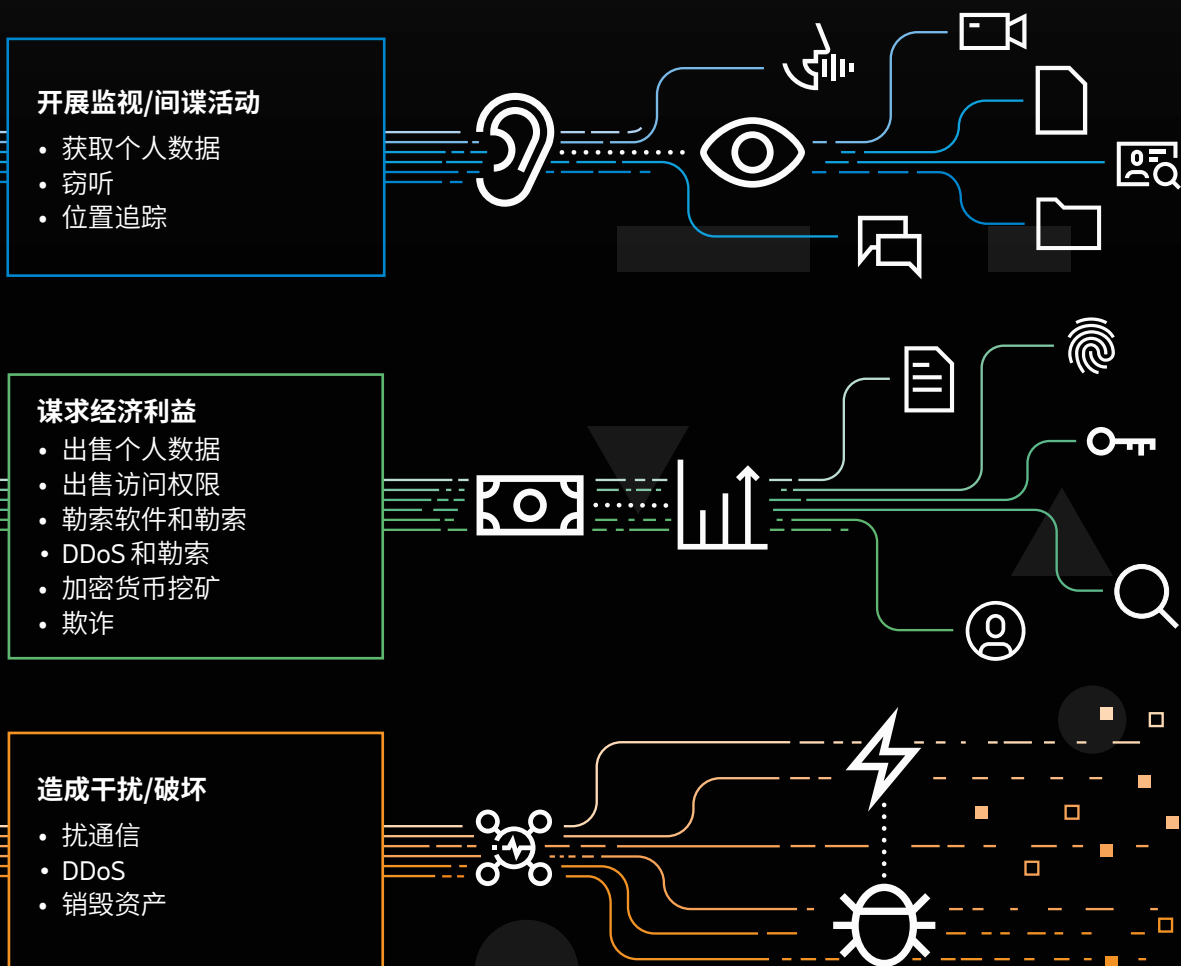 开展监视/间谍活动
• 获取个人数据
• 窃听
• 位置追踪
谋求经济利益
• 出售个人数据
• 出售访问权限
• 勒索软件和勒索
• DDoS 和勒索
• 加密货币挖矿
• 欺诈
造成干扰/破坏
• 扰通信
• DDoS
• 销毁资产